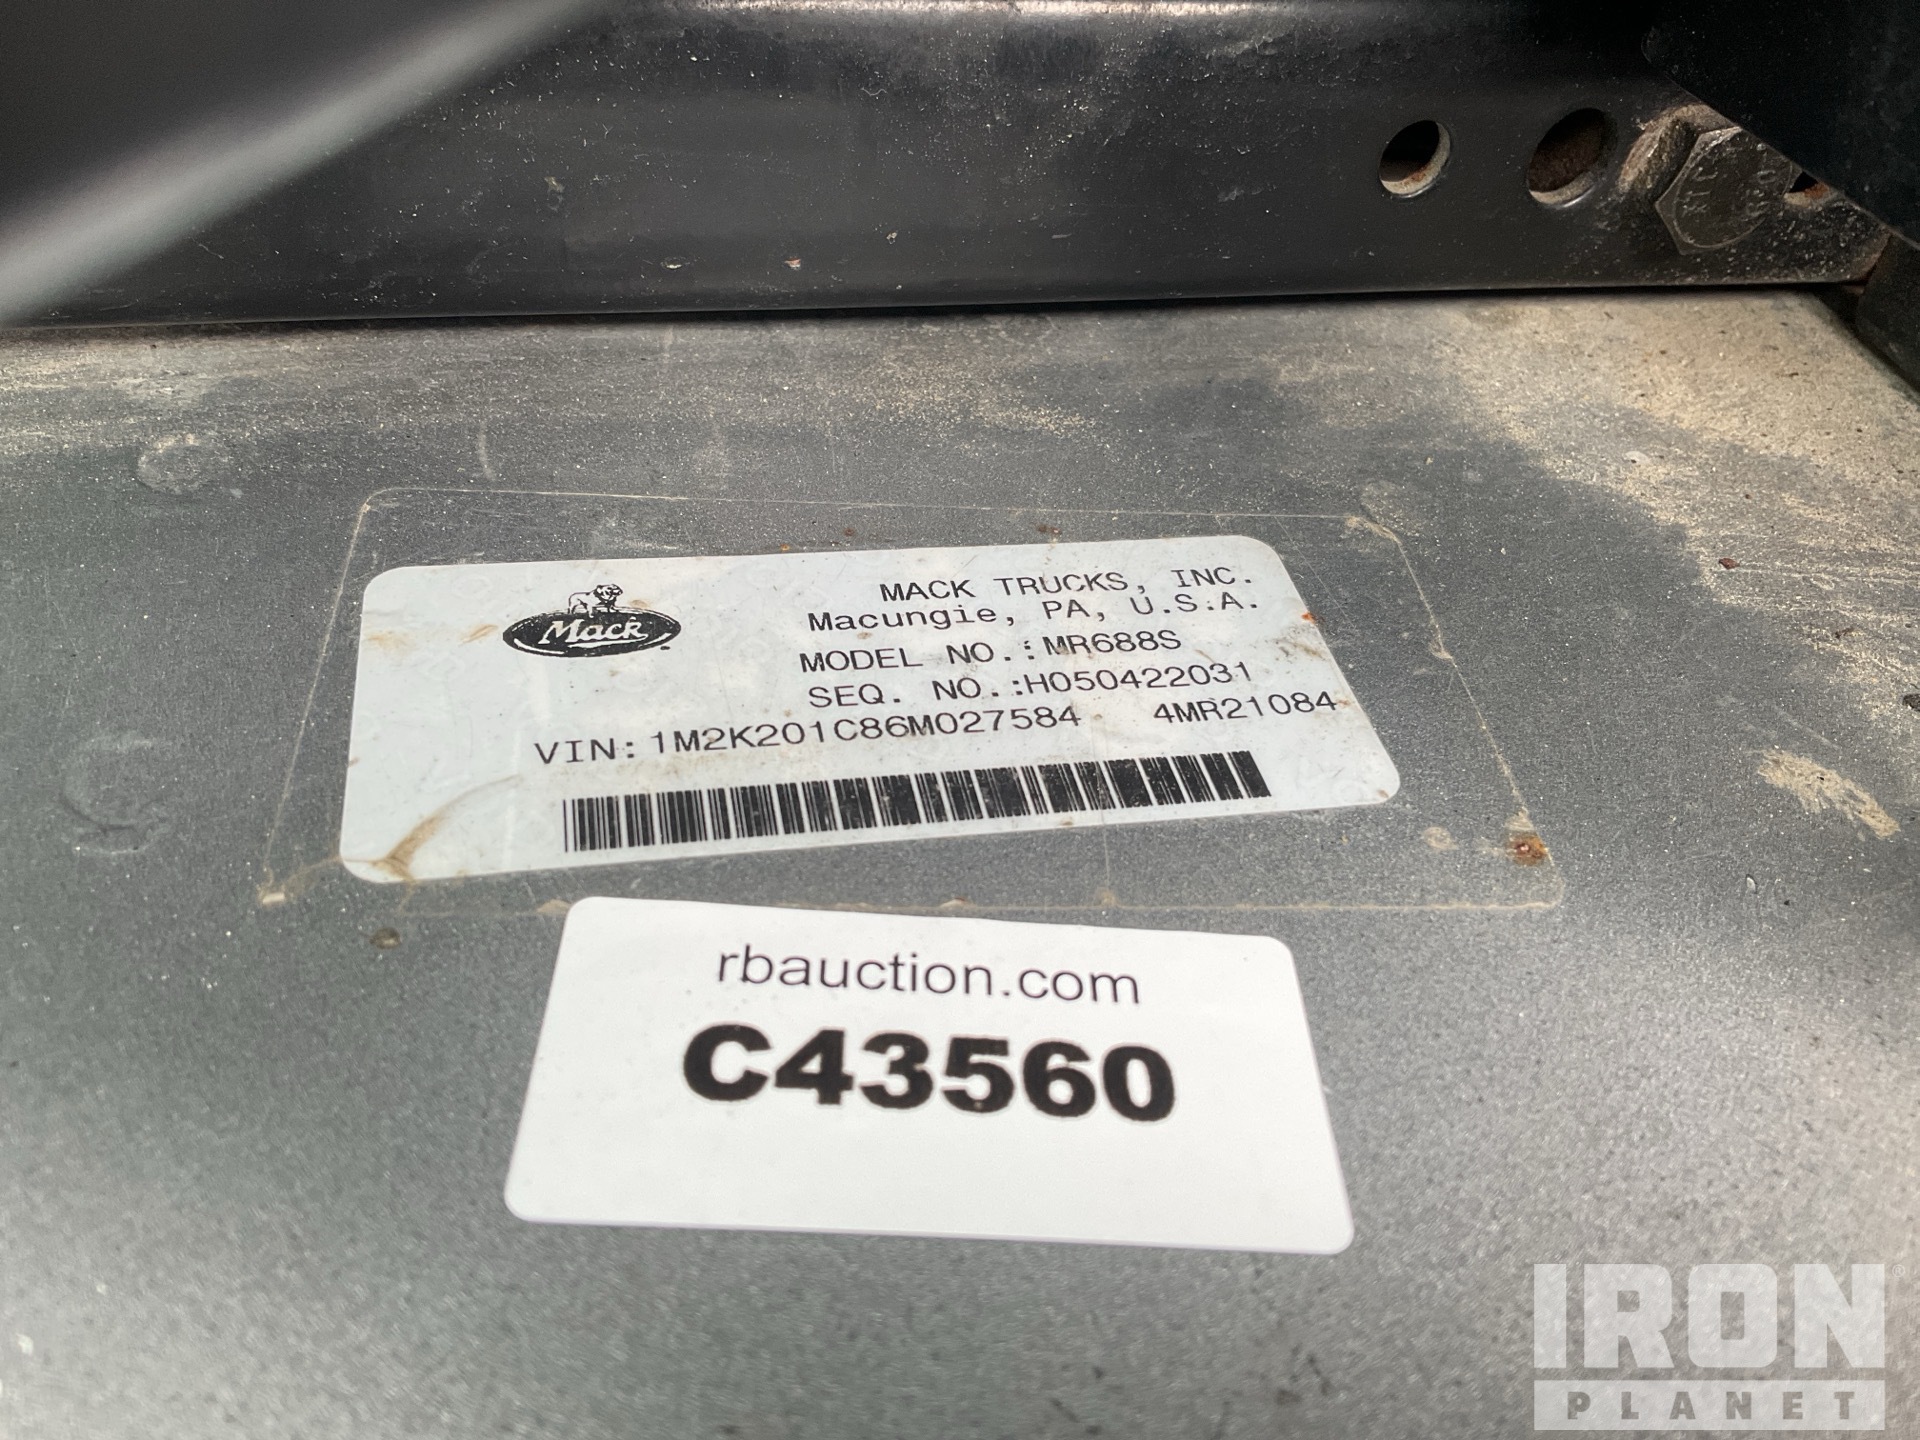 Mack
MACK TRUCKS, INC.
Macungie, PA, U.S.A.
MODEL NO.:MR688S
SEQ. NO.:H050422031
VIN:1M2K201C86M027584 4MR21084
rbauction.com
C43560
IRON
PLANET